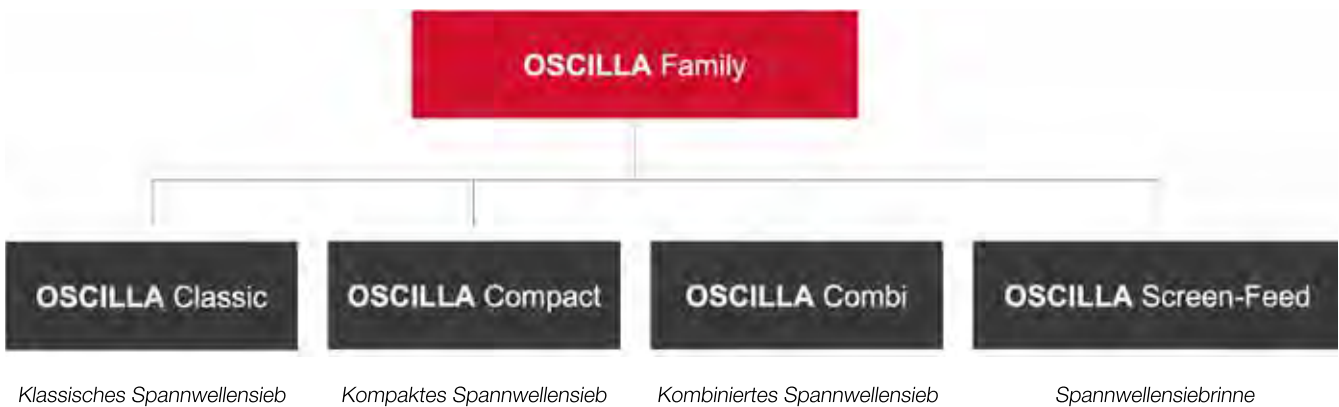 OSCILLA Family
OSCILLA Classic
OSCILLA Compact
OSCILLA Combi
OSCILLA Screen-Feed
Klassisches Spannwellensieb
Kompaktes Spannwellensieb
Kombiniertes Spannwellensieb
Spannwellensiebrinne